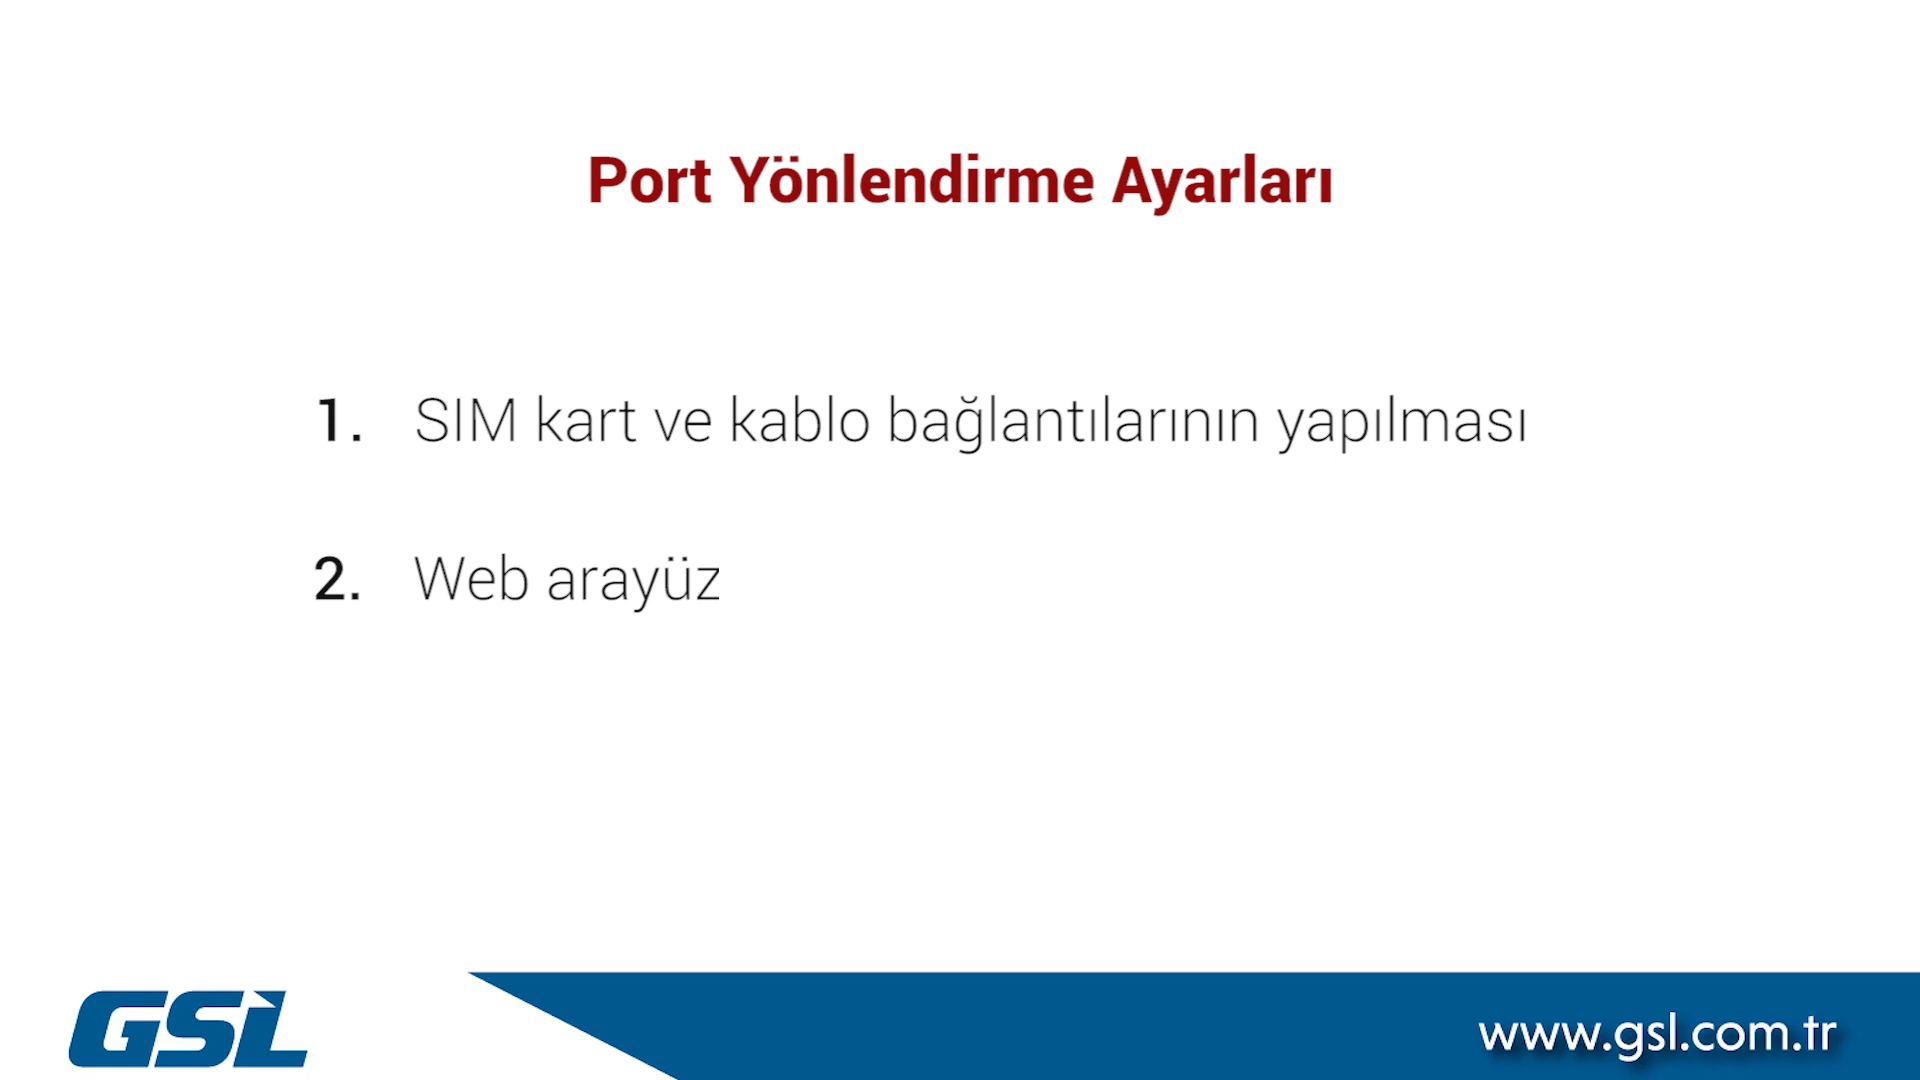 Port Yönlendirme Ayarları
1. SIM kart ve kablo bağlantılarının yapılması
2. Web arayüz
GSL
www.gsl.com.tr